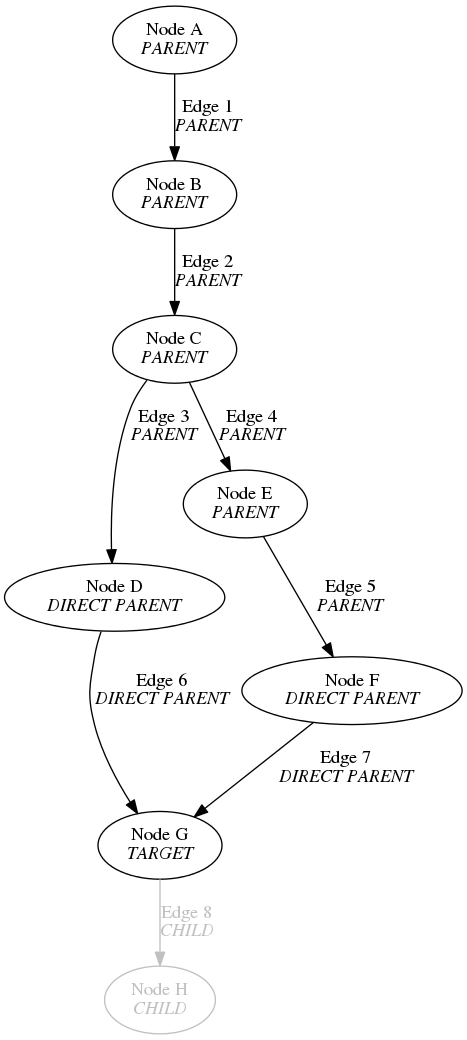 Node A
PARENT
Edge 1
PARENT
Node B
PARENT
Edge 2
PARENT
Node C
PARENT
Edge 3
PARENT
Edge 4
PARENT
Node E
PARENT
Node D
DIRECT PARENT
Edge 5
PARENT
Edge 6
DIRECT PARENT
Node F
DIRECT PARENT
Edge 7
DIRECT PARENT
Node G
TARGET
Edge 8
CHILD
Node H
CHILD